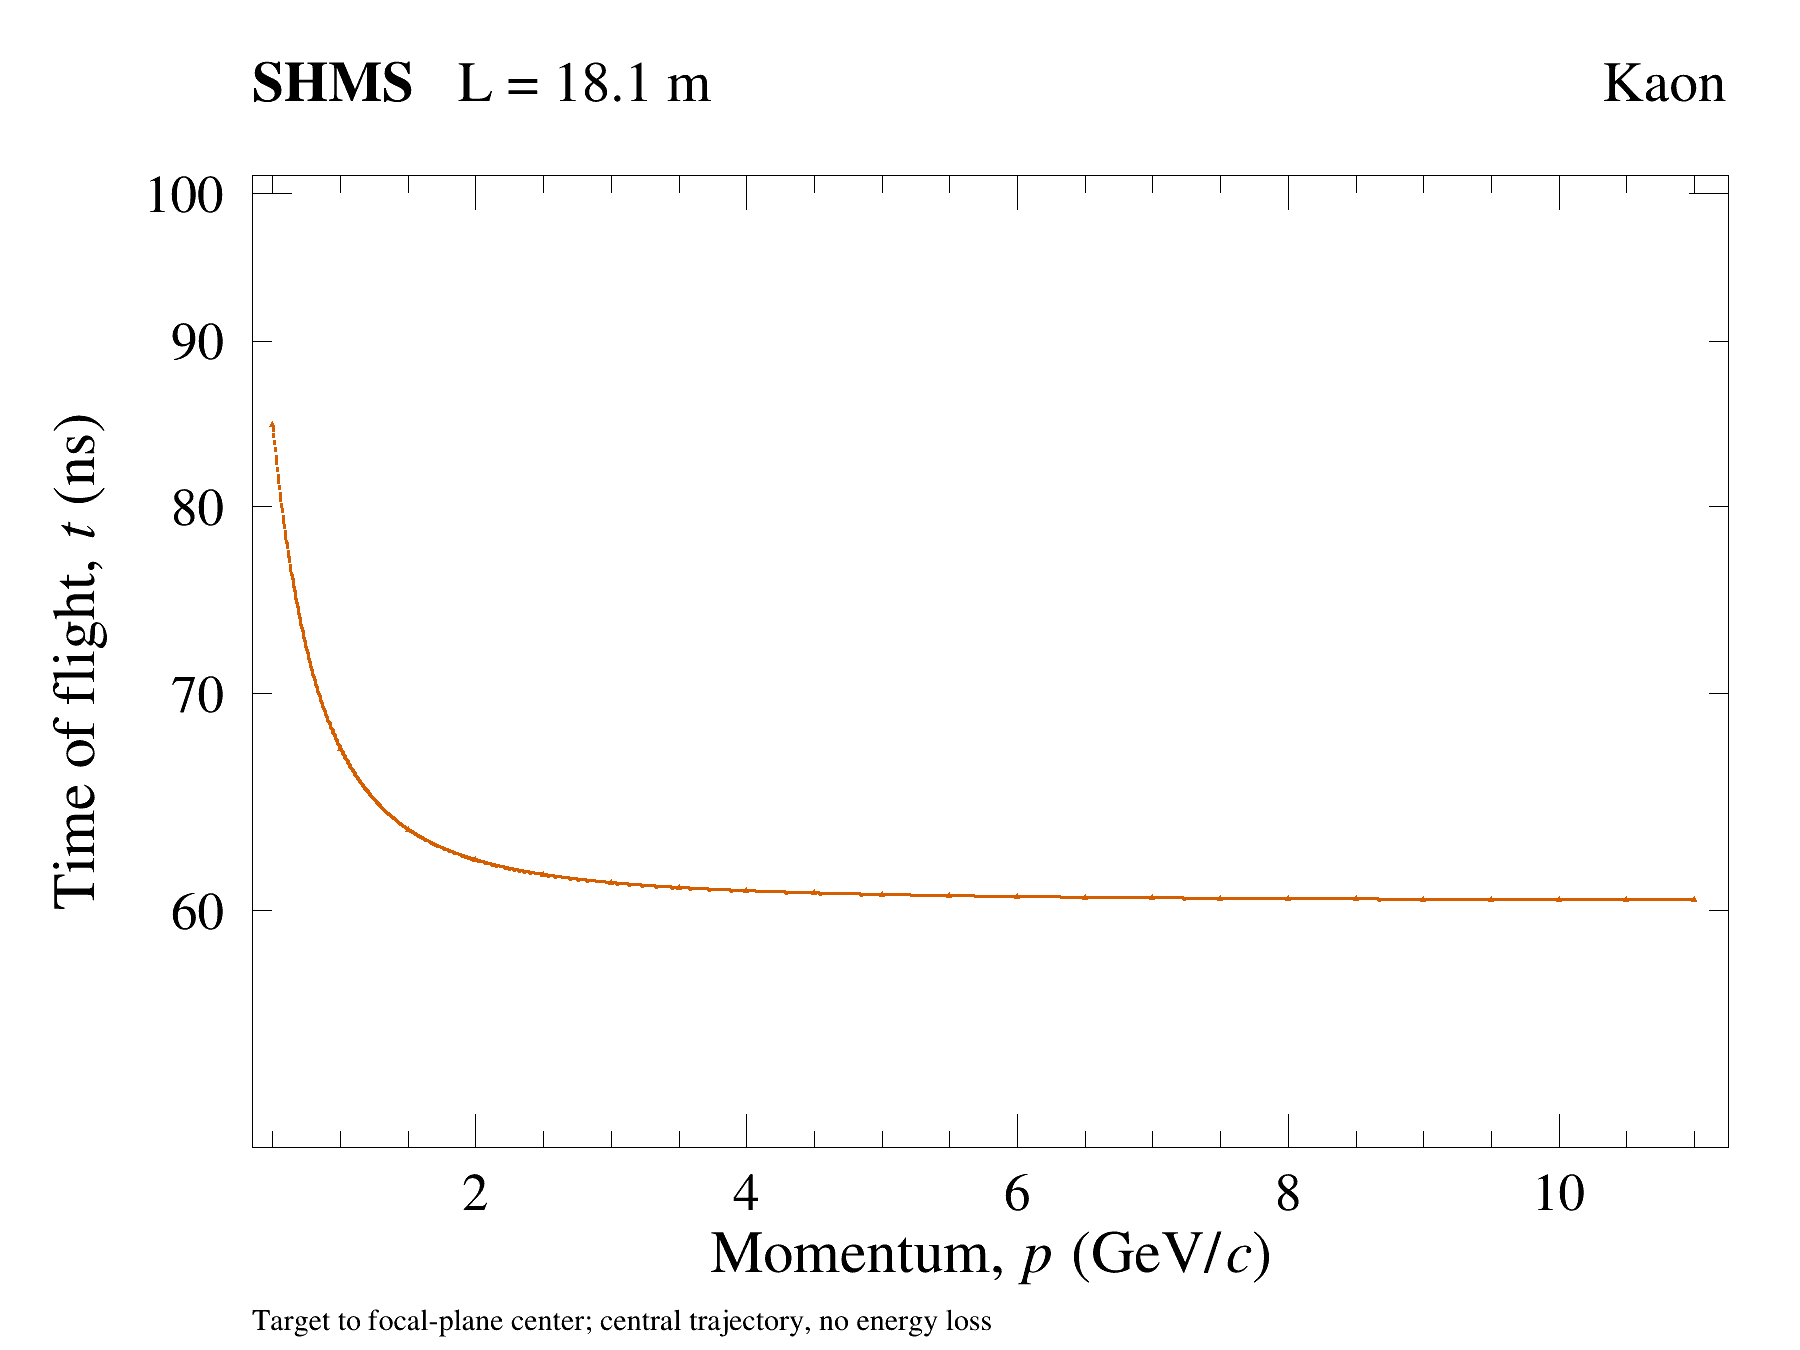 SHMS L = 18.1 m
Kaon
100
90
80
70
60
Time of flight, t (ns)
2 4 6 8 10
Momentum, p (GeV/c)
Target to focal-plane center; central trajectory, no energy loss